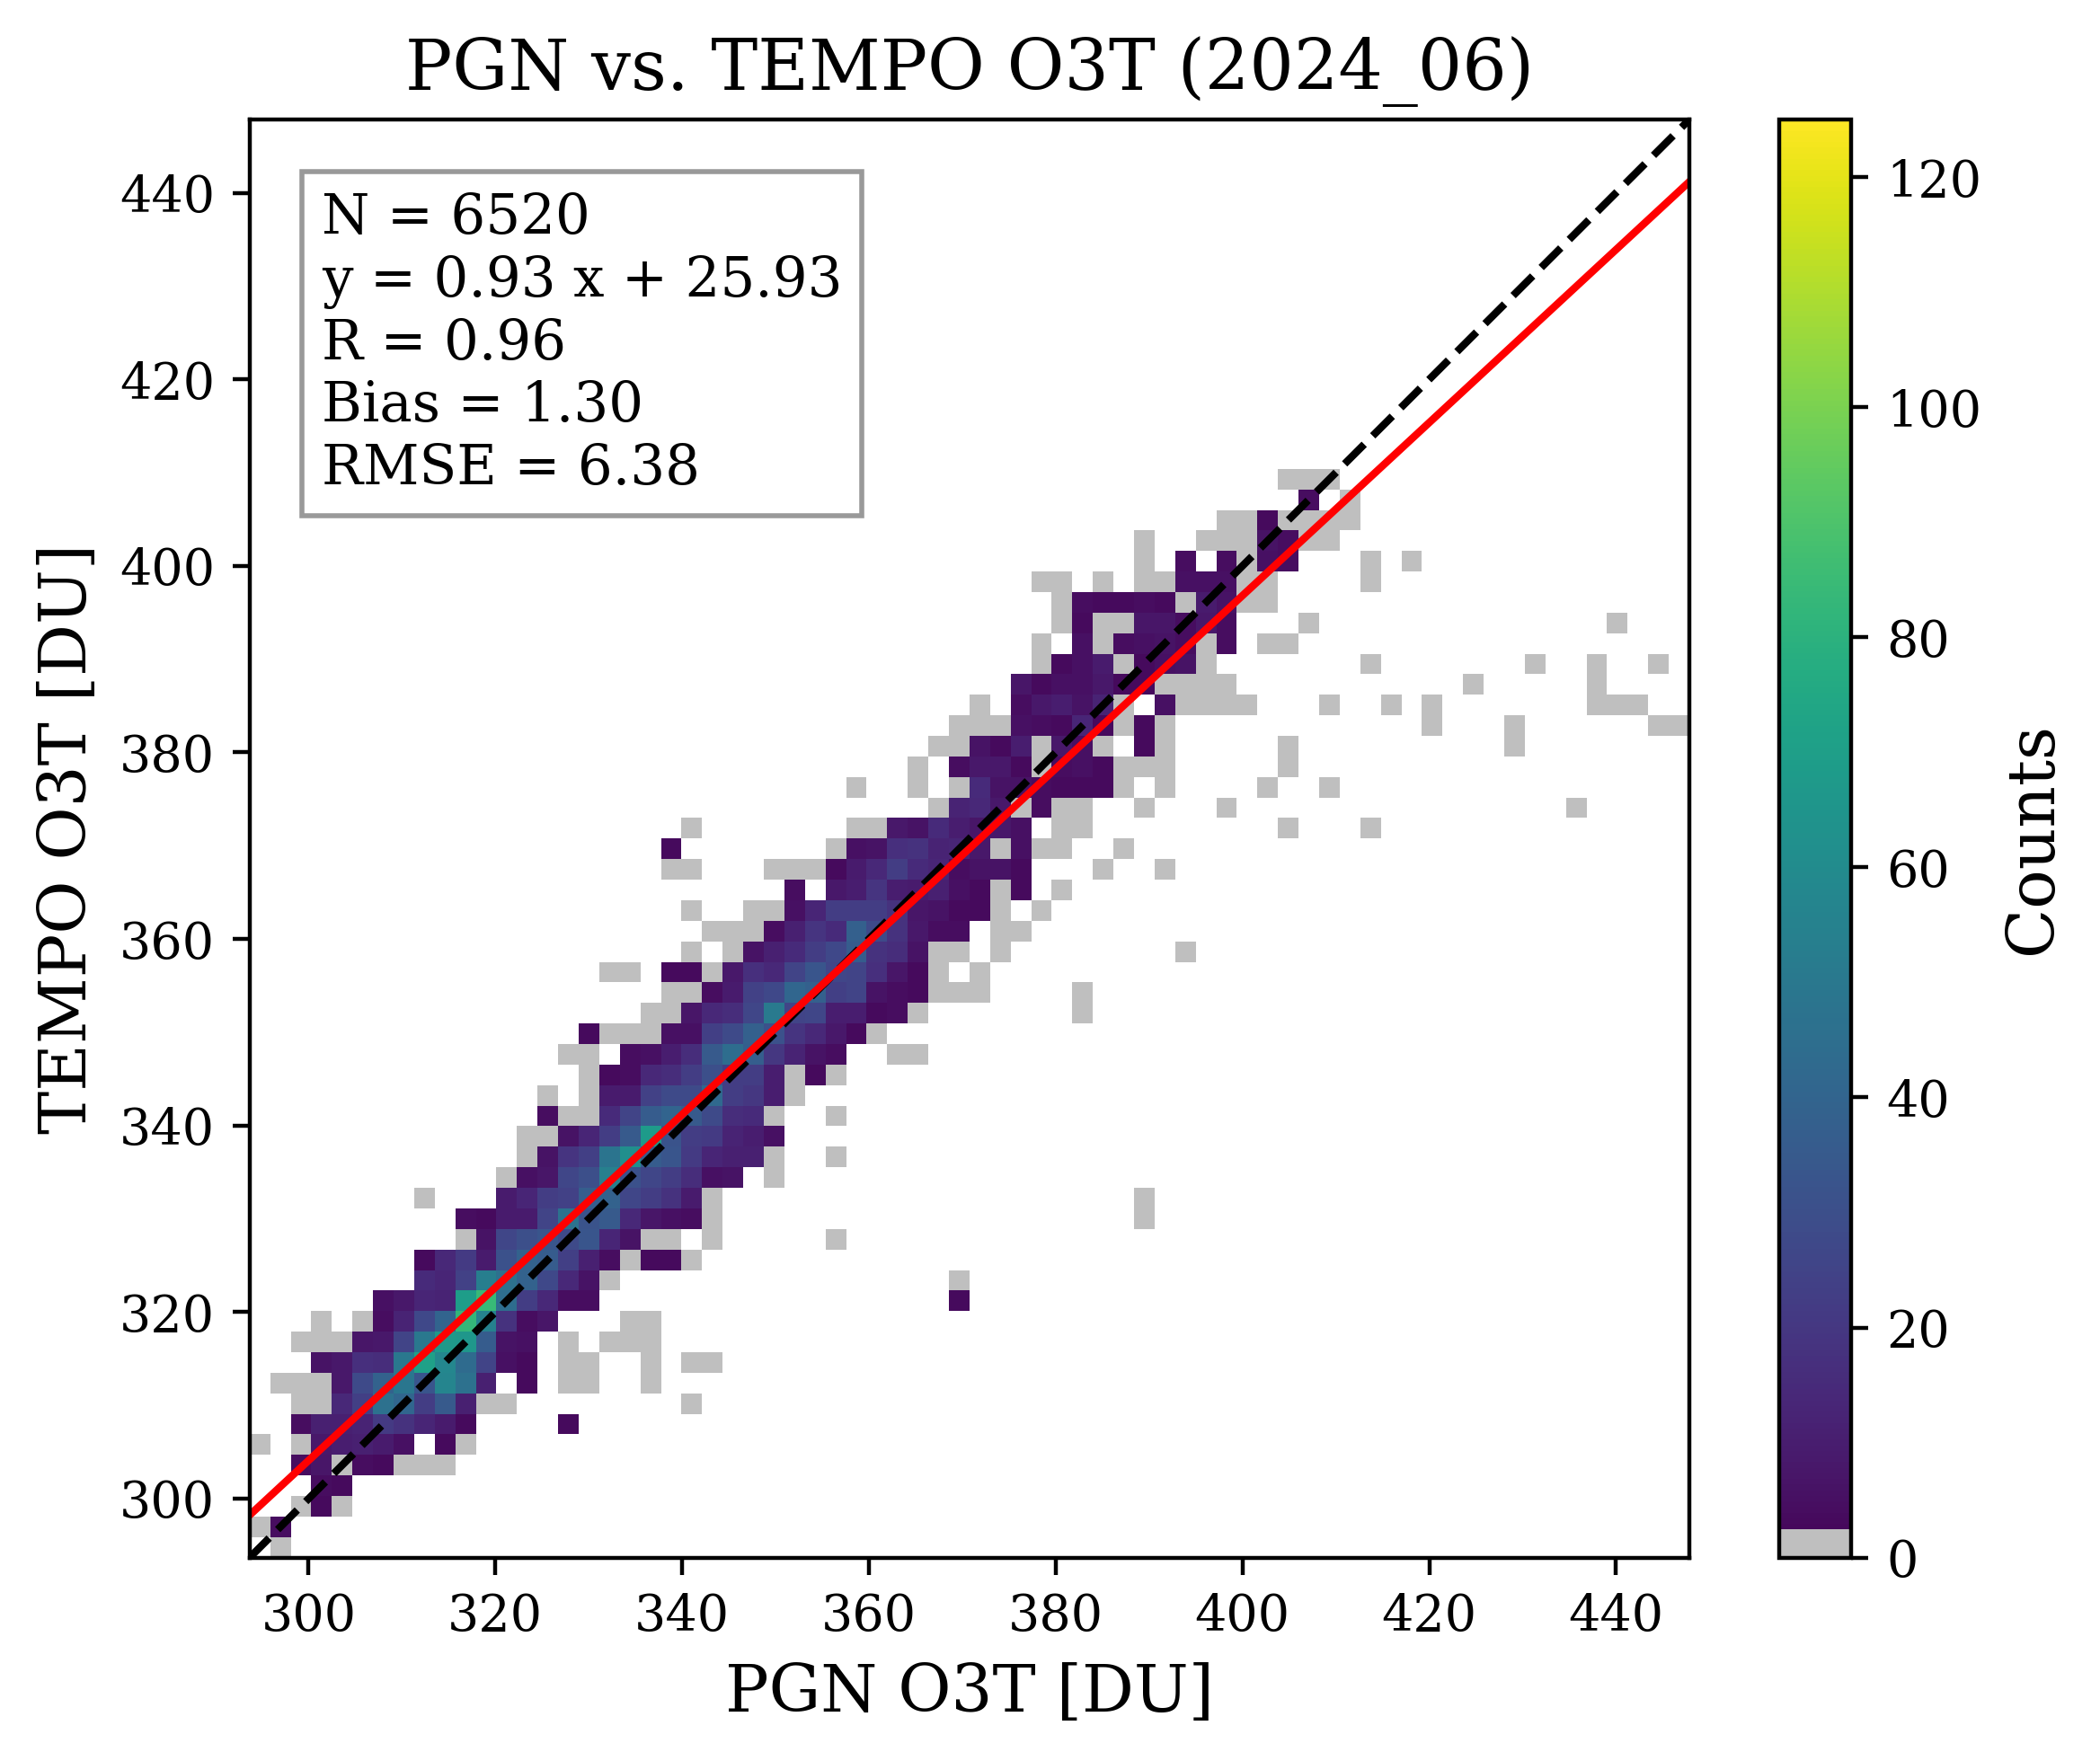 PGN vs. TEMPO O3T (2024_06)
N = 6520
y = 0.93 x + 25.93
R = 0.96
Bias = 1.30
RMSE = 6.38
TEMPO O3T [DU]
440
420
400
380
360
340
320
300
300 320 340 360 380 400 420 440
PGN O3T [DU]
120
100
80
60
40
20
0
Counts